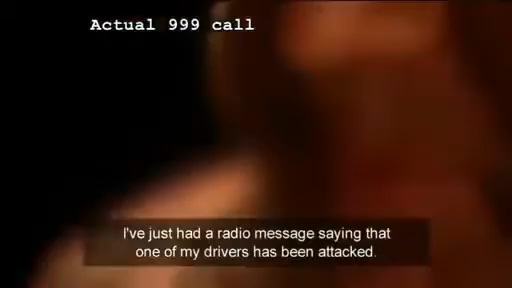 Actual 999 call
I've just had a radio message saying that
one of my drivers has been attacked.